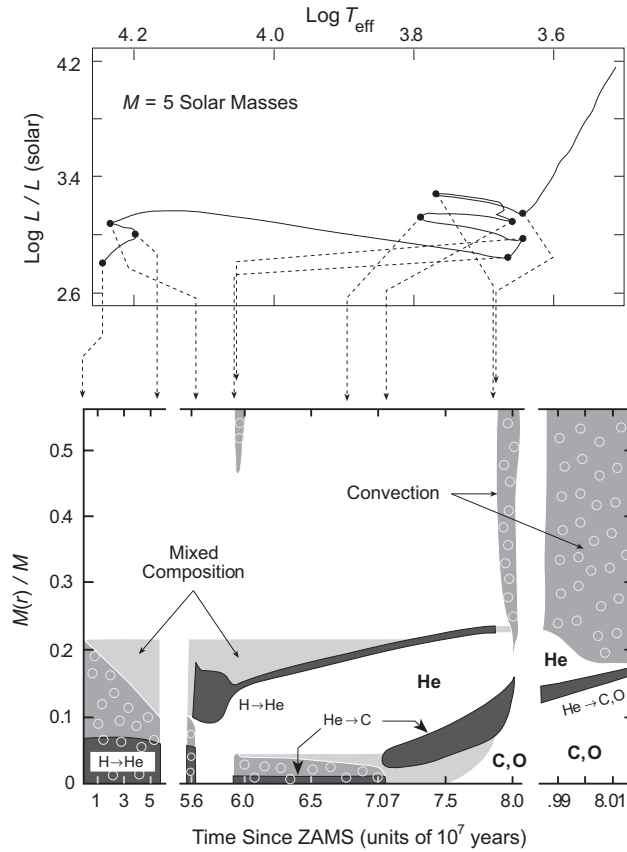 Log T_eff
4.2 4.0 3.8 3.6
4.2
M = 5 Solar Masses
Log L / L (solar)
3.4
2.6
0.5
Convection
0.4
M(r) / M
Mixed
Composition
0.3
0.2
He
He
H→He
He→C
He→C,O
0.1
H→He
C,O
C,O
0
1 3 5 5.6 6.0 6.5 7.07 8.0 .99 8.01
Time Since ZAMS (units of 10^7 years)